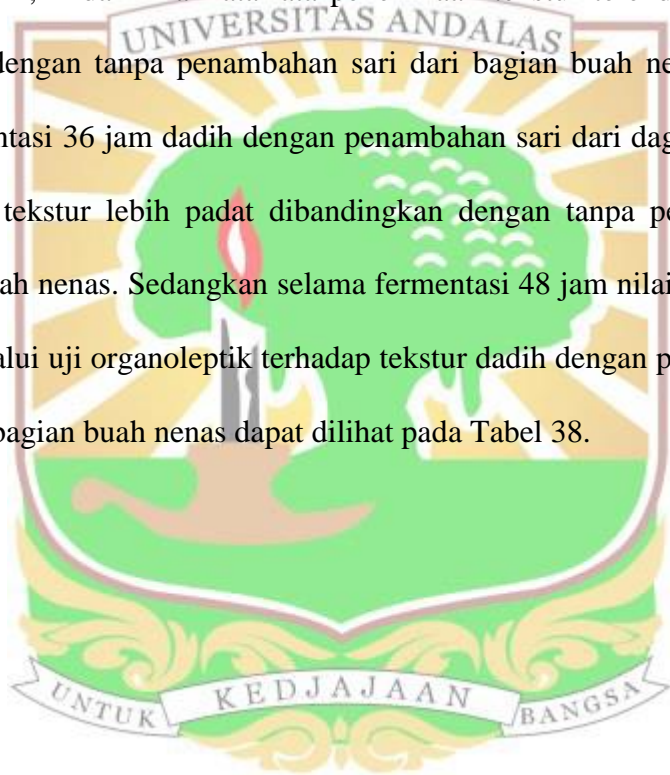 UNIVERSITAS ANDALAS
dengan tanpa penambahan sari dari bagian buah ne
ntasi 36 jam dadih dengan penambahan sari dari dag
tekstur lebih padat dibandingkan dengan tanpa pe
ah nenas. Sedangkan selama fermentasi 48 jam nilai
alui uji organoleptik terhadap tekstur dadih dengan p
bagian buah nenas dapat dilihat pada Tabel 38.
UNTUK KEDJAJAAN BANGSA